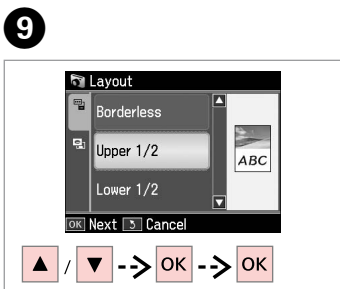 9
Layout
Borderless
Upper 1/2
ABC
Lower 1/2
OK Next Cancel
▲ / ▼ --> OK --> OK